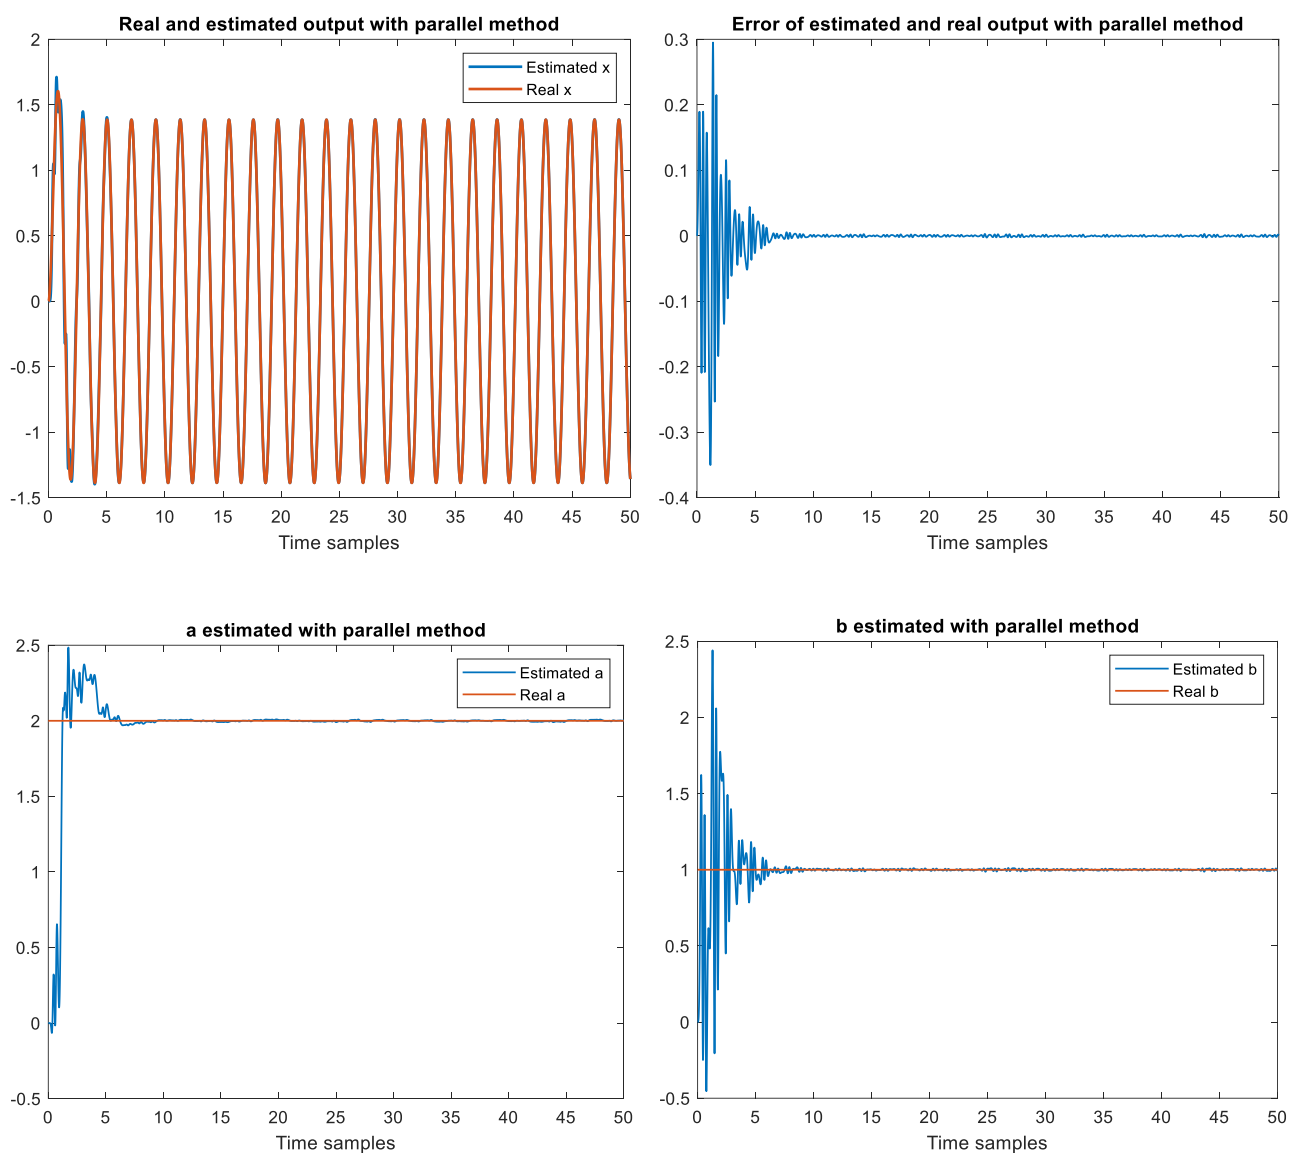 Real and estimated output with parallel method
2
1.5
1
0.5
0
-0.5
-1
-1.5
Estimated x
Real x
0 5 10 15 20 25 30 35 40 45 50
Time samples
Error of estimated and real output with parallel method
0.3
0.2
0.1
0
-0.1
-0.2
-0.3
-0.4
0 5 10 15 20 25 30 35 40 45 50
Time samples
a estimated with parallel method
2.5
2
1.5
1
0.5
0
-0.5
Estimated a
Real a
0 5 10 15 20 25 30 35 40 45 50
Time samples
b estimated with parallel method
2.5
2
1.5
1
0.5
0
-0.5
Estimated b
Real b
0 5 10 15 20 25 30 35 40 45 50
Time samples